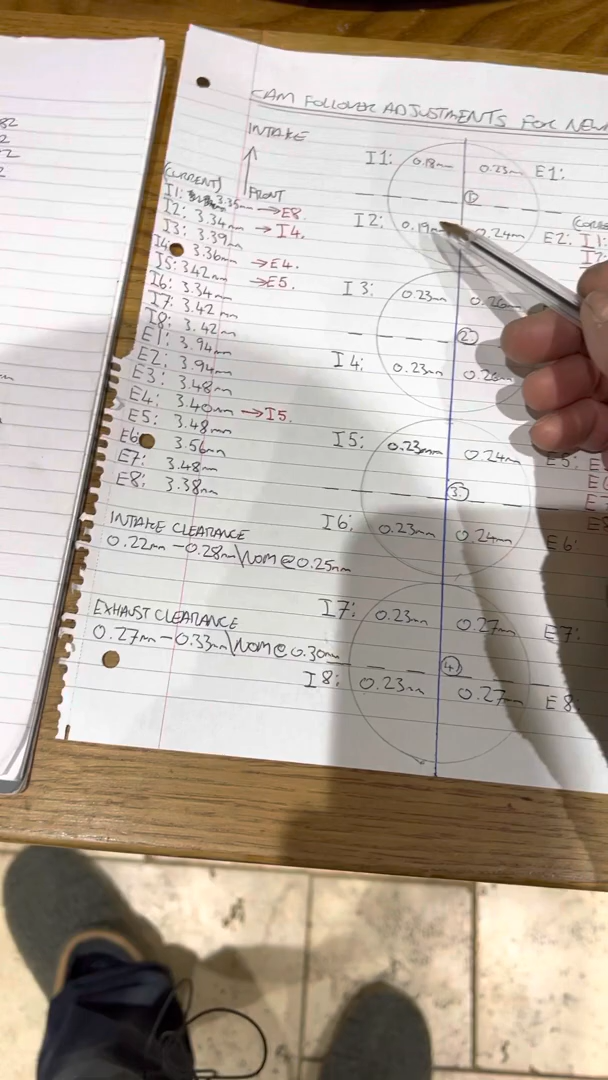 CAM FOLLOWER ADJUSTMENTS FOR
INTAKE
FRONT
(CURRENT)
I1: 3.35mm → E8
I2: 3.34mm → I4.
I3: 3.39m
I4 3.36mm → E4.
I5: 3.42mm → E5.
I6: 3.34mm
I7: 3.42mm
I8: 3.42mm
E1: 3.94mm
E2: 3.94mm
E3: 3.48mm
E4: 3.40mm → I5.
E5: 3.48mm
E6 3.56mm
E7: 3.48mm
E8: 3.38mm
INTAKE CLEARANCE
0.22mm - 0.28mm\NOM @ 0.25mm
EXHAUST CLEARANCE
0.27mm - 0.33mm\NOM @ 0.30mm
I1: 0.18mm 0.23mm E1:
1
I2: 0.19mm 0.24mm E2: I1:
I3: 0.23mm 0.26mm
2
I4: 0.23mm 0.26mm
I5: 0.23mm 0.24mm E5:
3
I6: 0.23mm 0.24mm E6:
I7: 0.23mm 0.27mm E7:
4
I8: 0.23mm 0.27mm E8: